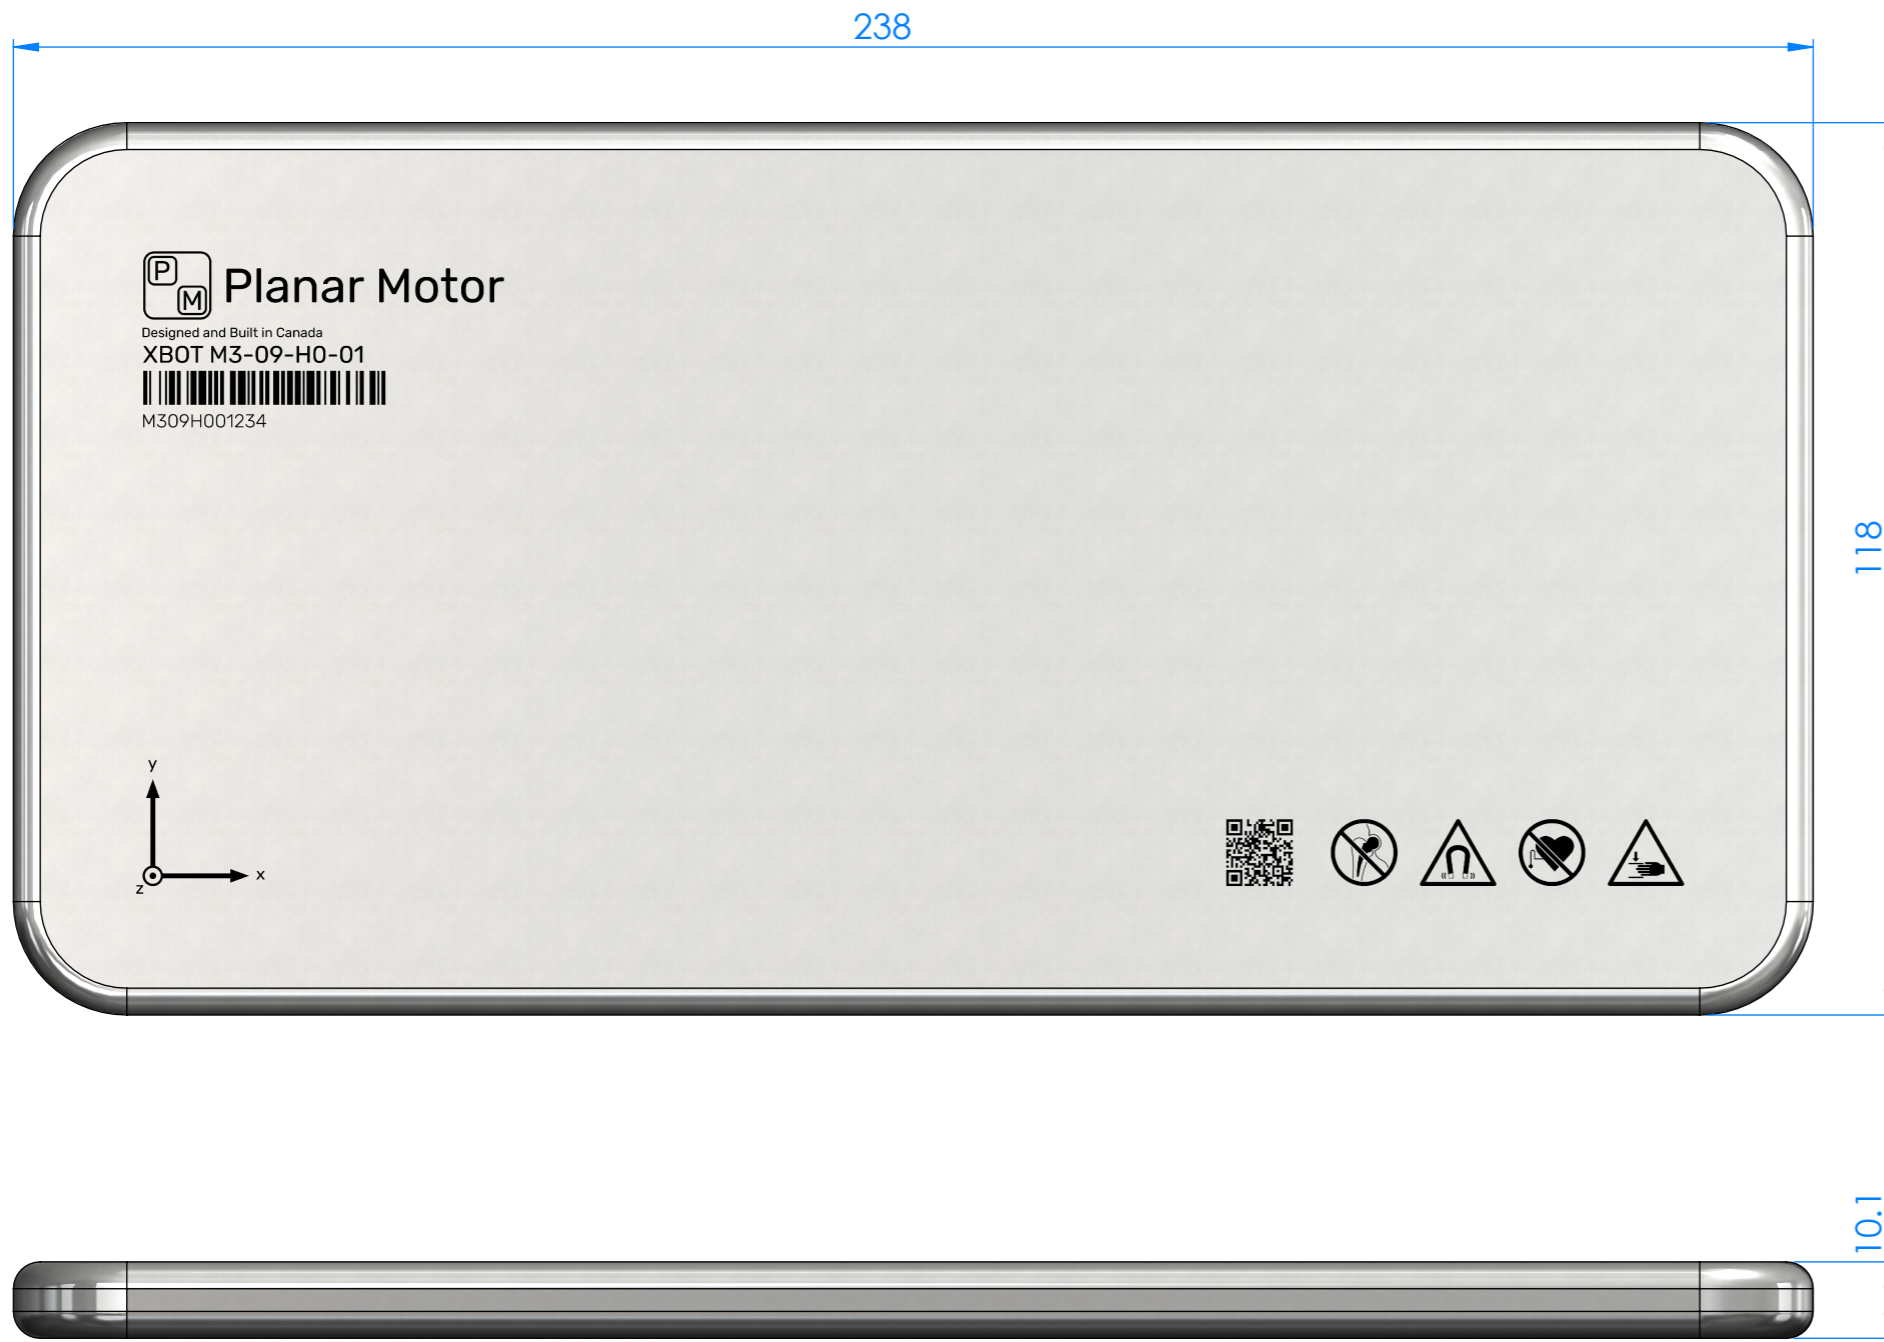 238
P
M
Planar Motor
Designed and Built in Canada
XBOT M3-09-H0-01
M309H001234
118
y
z
x
10.1